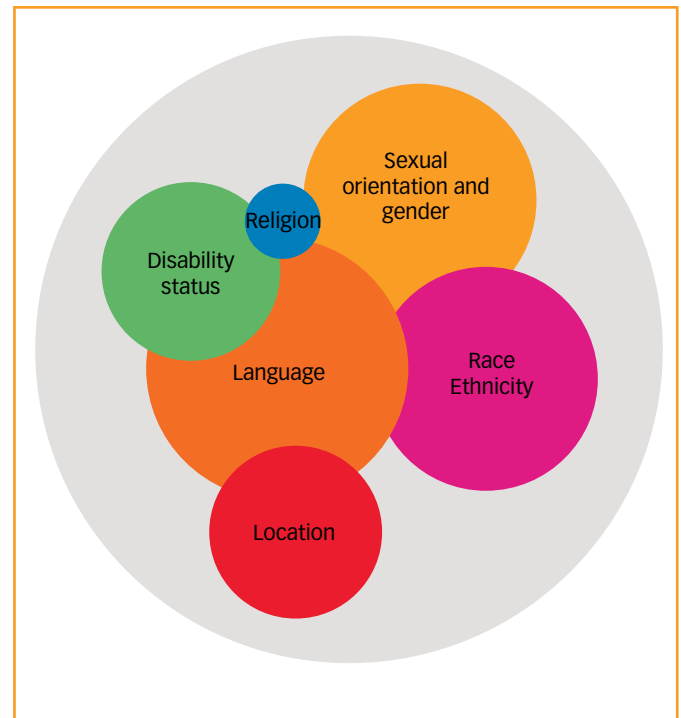 Sexual
orientation and
gender
Religion
Disability
status
Language
Race
Ethnicity
Location